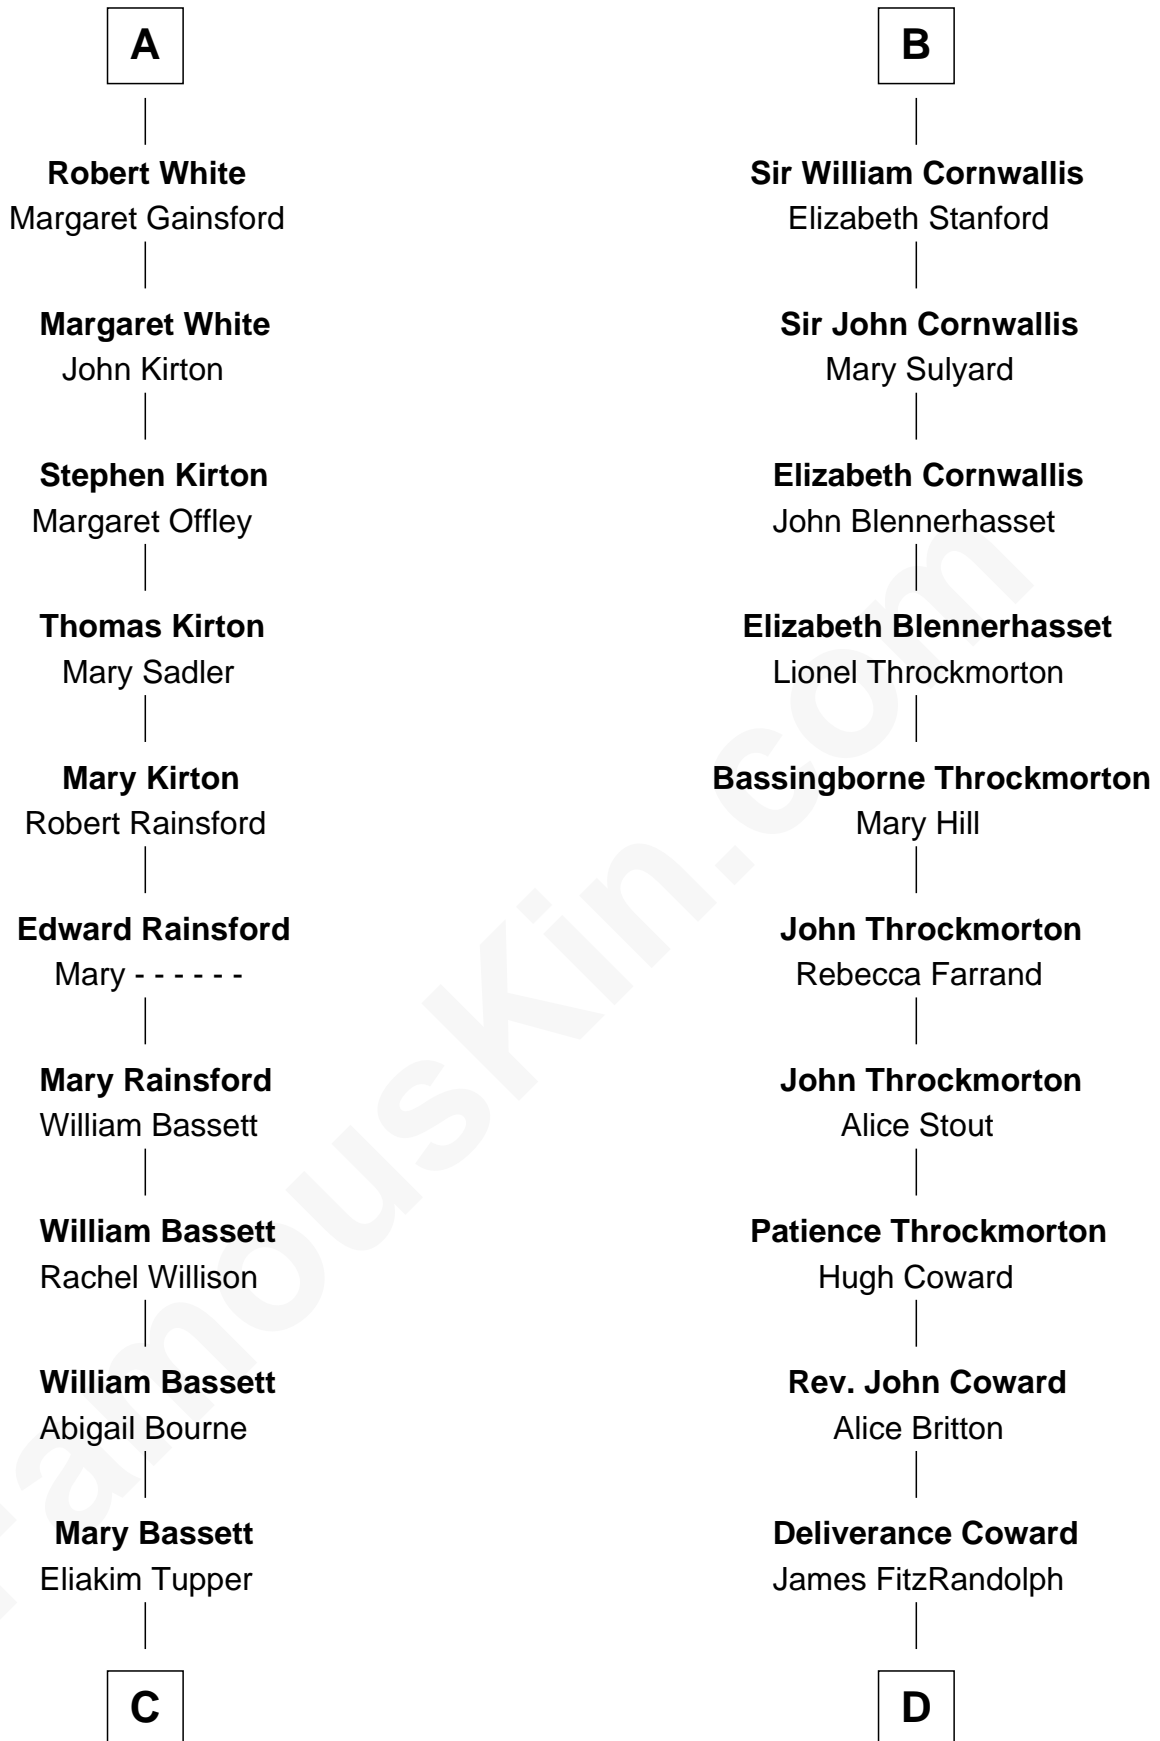 A
Robert White
Margaret Gainsford
Margaret White
John Kirton
Stephen Kirton
Margaret Offley
Thomas Kirton
Mary Sadler
Mary Kirton
Robert Rainsford
Edward Rainsford
Mary - - - - - -
Mary Rainsford
William Bassett
William Bassett
Rachel Willison
William Bassett
Abigail Bourne
Mary Bassett
Eliakim Tupper
C
B
Sir William Cornwallis
Elizabeth Stanford
Sir John Cornwallis
Mary Sulyard
Elizabeth Cornwallis
John Blennerhasset
Elizabeth Blennerhasset
Lionel Throckmorton
Bassingborne Throckmorton
Mary Hill
John Throckmorton
Rebecca Farrand
John Throckmorton
Alice Stout
Patience Throckmorton
Hugh Coward
Rev. John Coward
Alice Britton
Deliverance Coward
James FitzRandolph
D
FamousKin.com